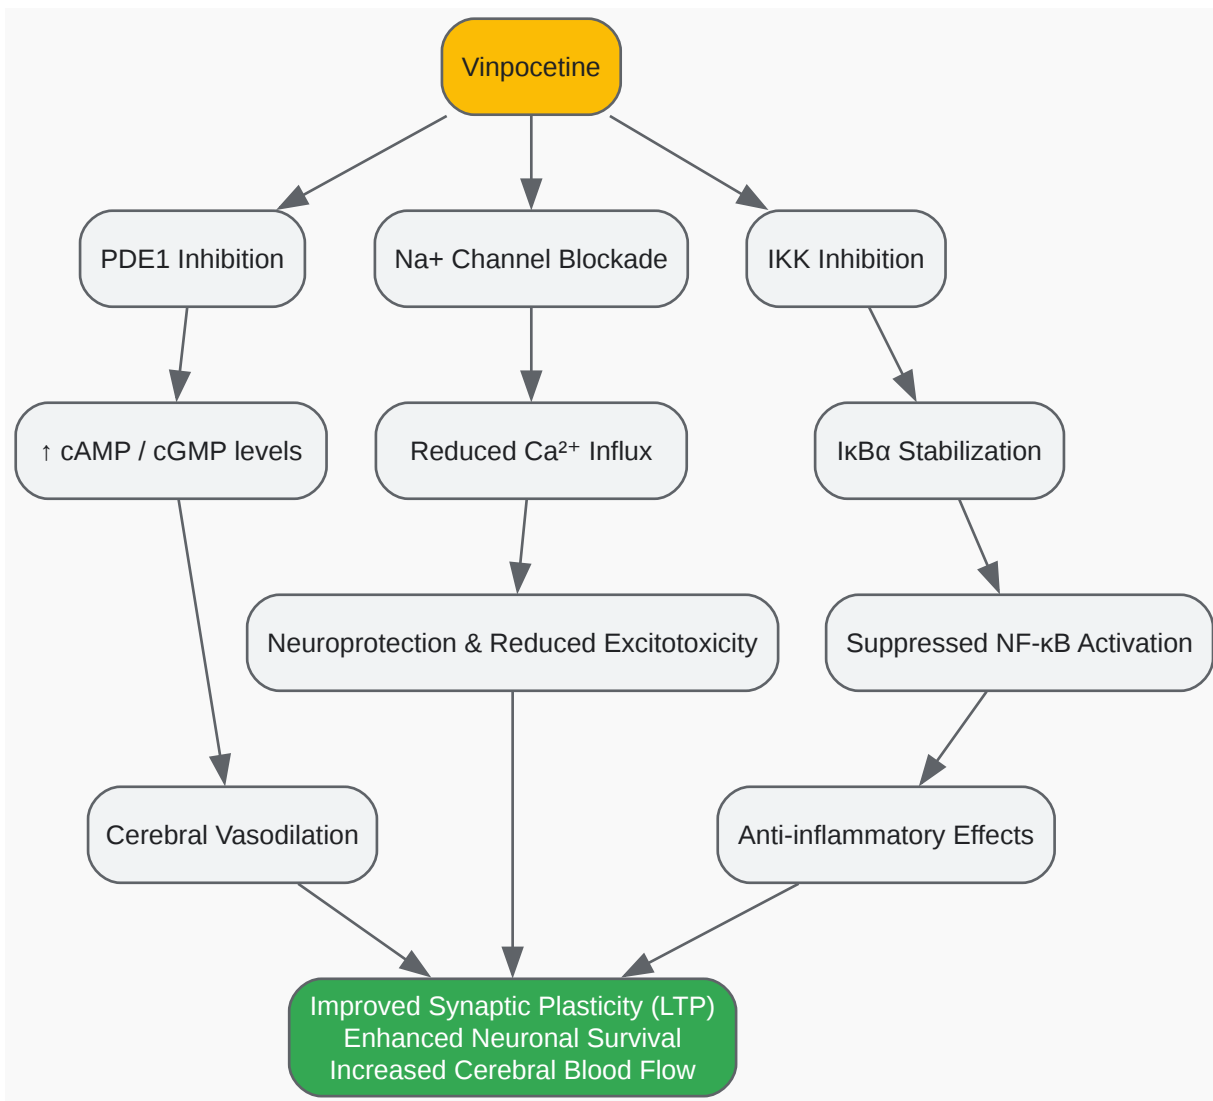 Vinpocetine
PDE1 Inhibition
Na+ Channel Blockade
IKK Inhibition
↑ cAMP / cGMP levels
Reduced Ca²⁺ Influx
IκBα Stabilization
Neuroprotection & Reduced Excitotoxicity
Suppressed NF-κB Activation
Cerebral Vasodilation
Anti-inflammatory Effects
Improved Synaptic Plasticity (LTP)
Enhanced Neuronal Survival
Increased Cerebral Blood Flow